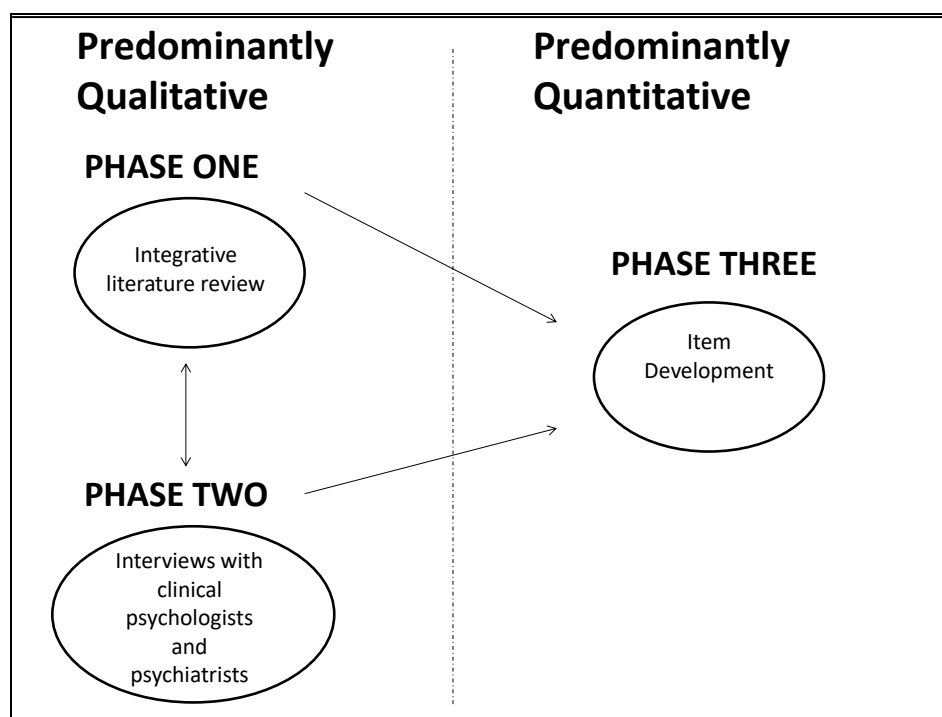 Predominantly
Qualitative
PHASE ONE
Integrative
literature review
PHASE TWO
Interviews with
clinical
psychologists
and
psychiatrists
Predominantly
Quantitative
PHASE THREE
Item
Development